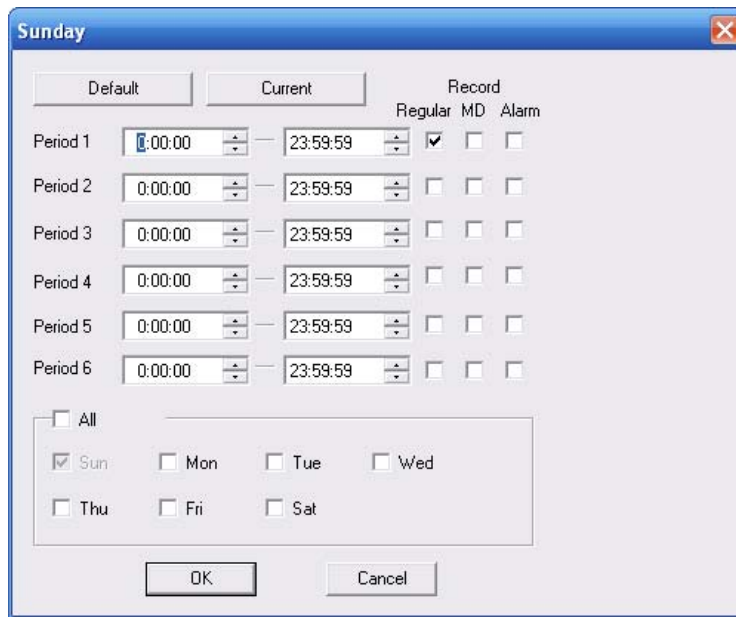 Sunday
Default Current Record
Regular MD Alarm
Period 1 0:00:00 — 23:59:59
Period 2 0:00:00 — 23:59:59
Period 3 0:00:00 — 23:59:59
Period 4 0:00:00 — 23:59:59
Period 5 0:00:00 — 23:59:59
Period 6 0:00:00 — 23:59:59
All
Sun Mon Tue Wed
Thu Fri Sat
OK Cancel